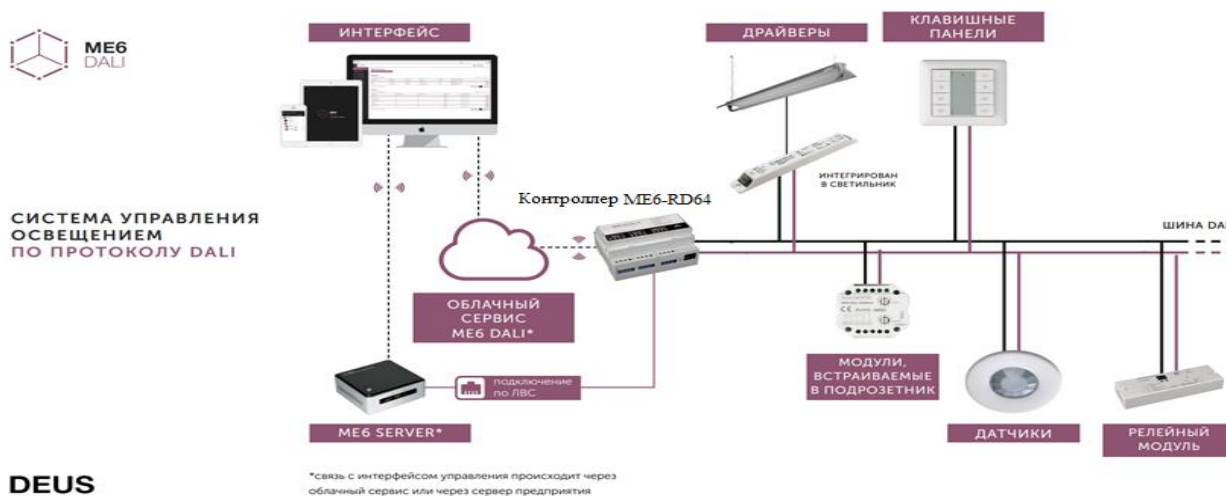 ME6
DALI
ИНТЕРФЕЙС
ДРАЙВЕРЫ
КЛАВИШНЫЕ
ПАНЕЛИ
ИНТЕГРИРОВАН
В СВЕТИЛЬНИК
СИСТЕМА УПРАВЛЕНИЯ
ОСВЕЩЕНИЕМ
ПО ПРОТОКОЛУ DALI
Контроллер ME6-RD64
ШИНА DA
ОБЛАЧНЫЙ
СЕРВИС
ME6 DALI*
МОДУЛИ,
ВСТРАИВАЕМЫЕ
В ПОДРОЗЕТНИК
подключение
по ЛВС
ME6 SERVER*
ДАТЧИКИ
РЕЛЕЙНЫЙ
МОДУЛЬ
DEUS
*связь с интерфейсом управления происходит через
облачный сервис или через сервер предприятия